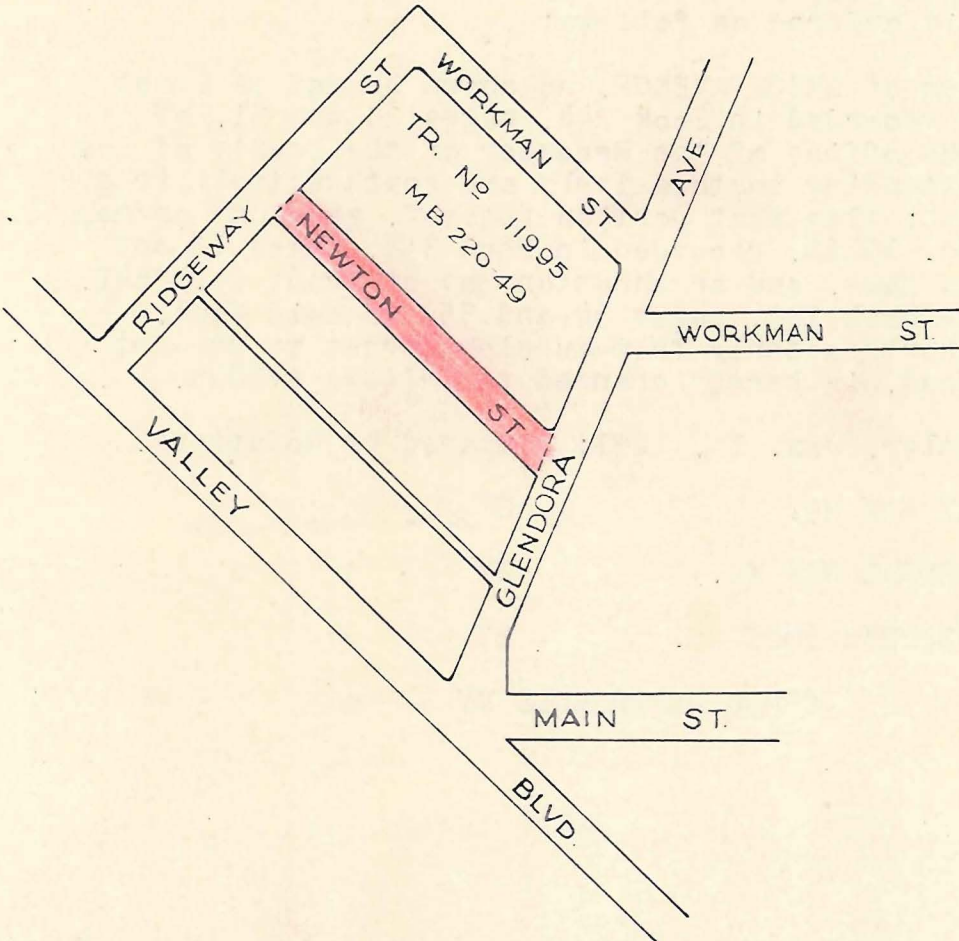 WORKMAN ST
RIDGEWAY ST
AVE
TR. No 11995
M B 220-49
NEWTON ST.
WORKMAN ST.
VALLEY
GLENDORA
MAIN ST.
BLVD.